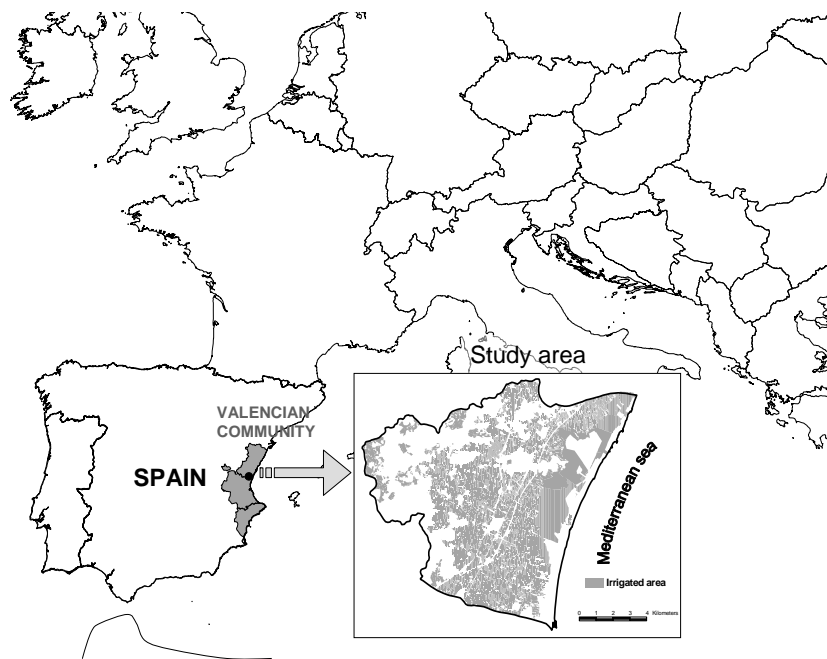 Study area
VALENCIAN
COMMUNITY
SPAIN
Mediterranean sea
Irrigated area
0 1 2 3 4 Kilometers